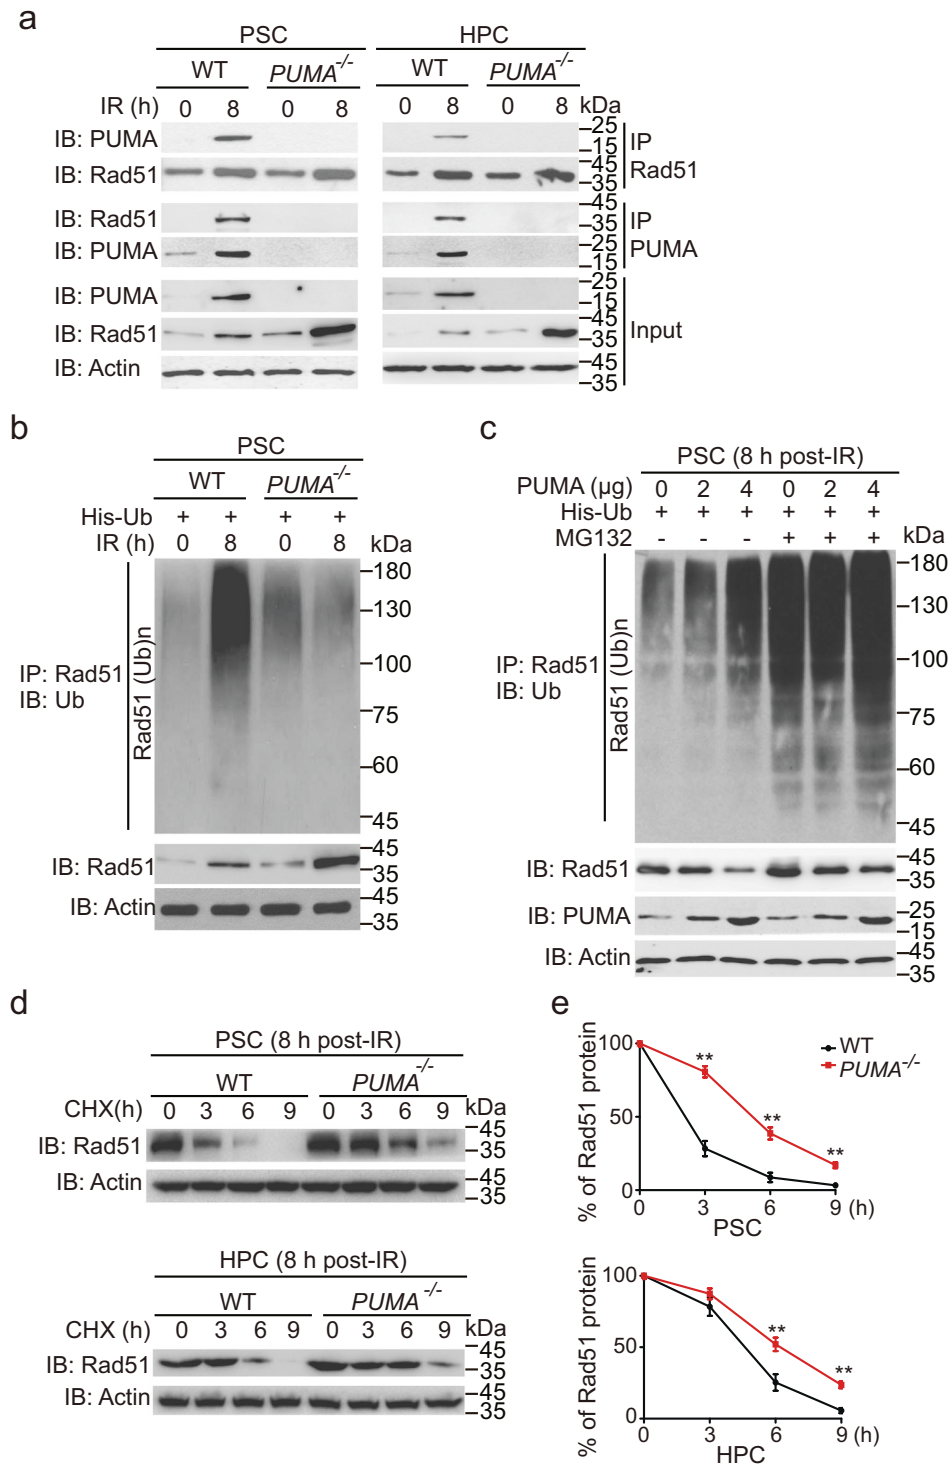 a
PSC HPC
WT PUMA-/- WT PUMA-/-
IR (h) 0 8 0 8 0 8 0 8 kDa
IB: PUMA 25 15 IP
IB: Rad51 45 35 Rad51
IB: Rad51 45 35 IP
IB: PUMA 25 15 PUMA
IB: PUMA 25 15
IB: Rad51 45 35 Input
IB: Actin 45 35
b
PSC
WT PUMA-/-
His-Ub + + + +
IR (h) 0 8 0 8 kDa
180
130
100
75
60
45
IP: Rad51
IB: Ub
Rad51 (Ub)n
IB: Rad51 45 35
IB: Actin 45 35
c
PSC (8 h post-IR)
PUMA (µg) 0 2 4 0 2 4
His-Ub + + + + + +
MG132 - - - + + + kDa
180
130
100
75
60
45
IP: Rad51
IB: Ub
Rad51 (Ub)n
IB: Rad51 45 35
IB: PUMA 25 15
IB: Actin 45 35
d
PSC (8 h post-IR)
WT PUMA-/-
CHX(h) 0 3 6 9 0 3 6 9 kDa
IB: Rad51 45 35
IB: Actin 45 35
HPC (8 h post-IR)
WT PUMA-/-
CHX (h) 0 3 6 9 0 3 6 9 kDa
IB: Rad51 45 35
IB: Actin 45 35
e
% of Rad51 protein
100
50
0
** ** **
WT
PUMA-/-
0 3 6 9 (h)
PSC
% of Rad51 protein
100
50
0
** **
0 3 6 9 (h)
HPC